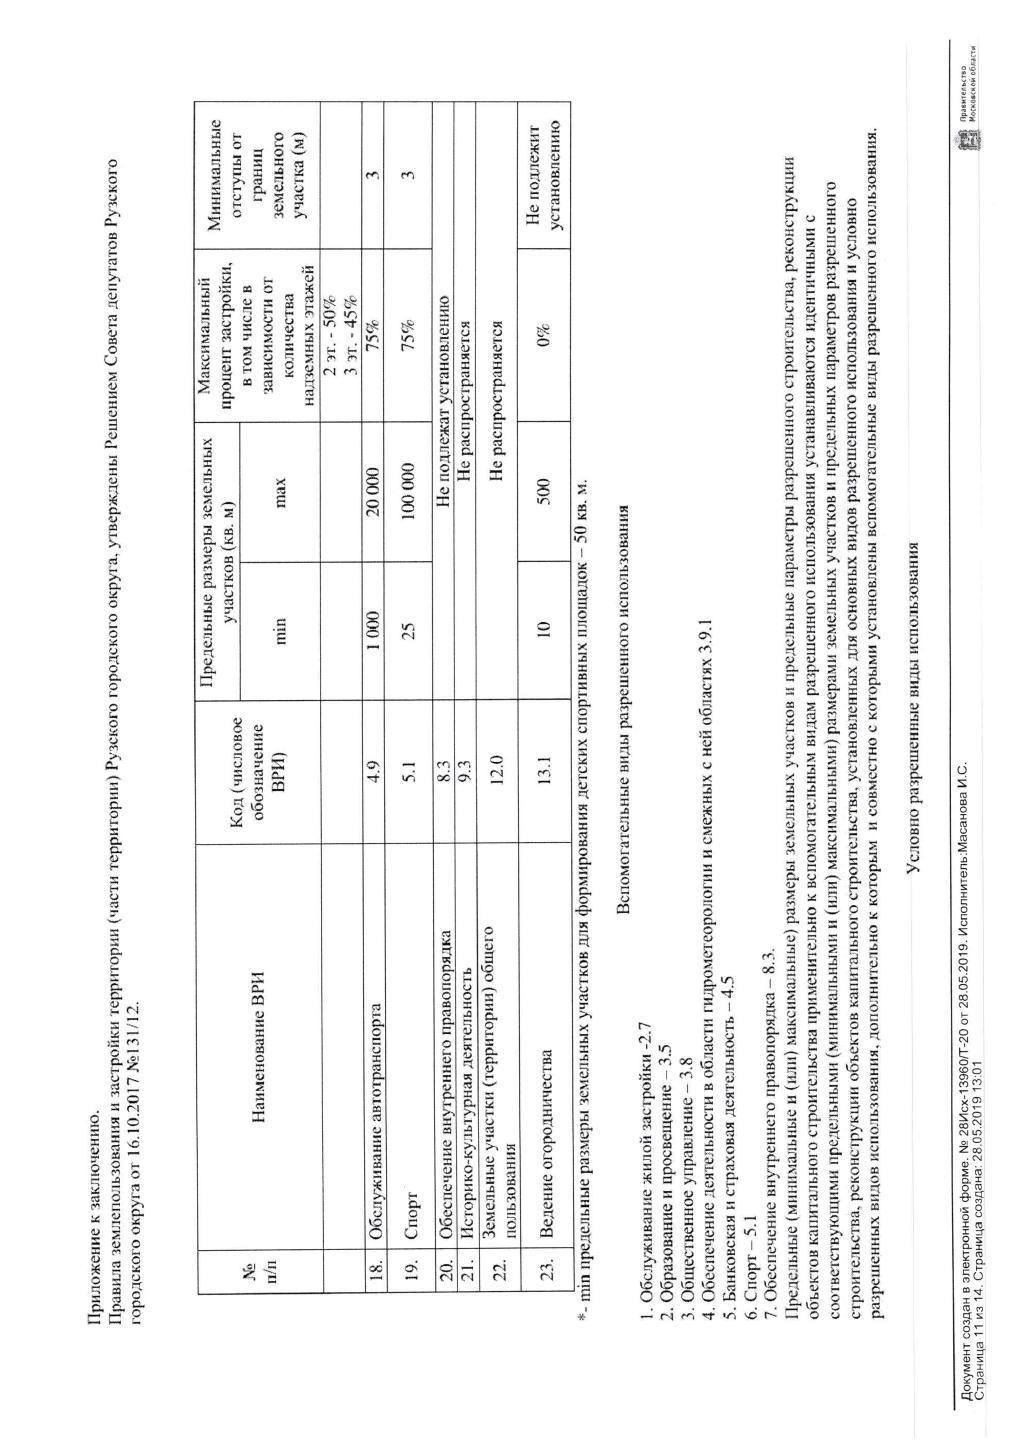 Приложение к заключению.
Правила землепользования и застройки территории (части территории) Рузского городского округа, утверждены Решением Совета депутатов Рузского
городского округа от 16.10.2017 №131/12.
№ п/п
Наименование ВРИ
Код (числовое обозначение ВРИ)
Предельные размеры земельных участков (кв. м)
min
max
Максимальный процент застройки, в том числе в зависимости от количества надземных этажей
Минимальные отступы от границ земельного участка (м)
2 эт. - 50%
3 эт. - 45%
18. Обслуживание автотранспорта 4.9 1 000 20 000 75% 3
19. Спорт 5.1 25 100 000 75% 3
20. Обеспечение внутреннего правопорядка 8.3 Не подлежат установлению
21. Историко-культурная деятельность 9.3 Не распространяется
22. Земельные участки (территории) общего пользования 12.0 Не распространяется
23. Ведение огородничества 13.1 10 500 0% Не подлежит установлению
*- min предельные размеры земельных участков для формирования детских спортивных площадок – 50 кв. м.
Вспомогательные виды разрешенного использования
1. Обслуживание жилой застройки -2.7
2. Образование и просвещение – 3.5
3. Общественное управление – 3.8
4. Обеспечение деятельности в области гидрометеорологии и смежных с ней областях 3.9.1
5. Банковская и страховая деятельность – 4.5
6. Спорт – 5.1
7. Обеспечение внутреннего правопорядка – 8.3.
Предельные (минимальные и (или) максимальные) размеры земельных участков и предельные параметры разрешенного строительства, реконструкции
объектов капитального строительства применительно к вспомогательным видам разрешенного использования устанавливаются идентичными с
соответствующими предельными (минимальными и (или) максимальными) размерами земельных участков и предельных параметров разрешенного
строительства, реконструкции объектов капитального строительства, установленных для основных видов разрешенного использования и условно
разрешенных видов использования, дополнительно к которым и совместно с которыми установлены вспомогательные виды разрешенного использования.
Условно разрешенные виды использования
Документ создан в электронной форме. № 28Исх-13960/Т-20 от 28.05.2019. Исполнитель:Масанова И.С.
Страница 11 из 14. Страница создана: 28.05.2019 13:01
Правительство
Московской области